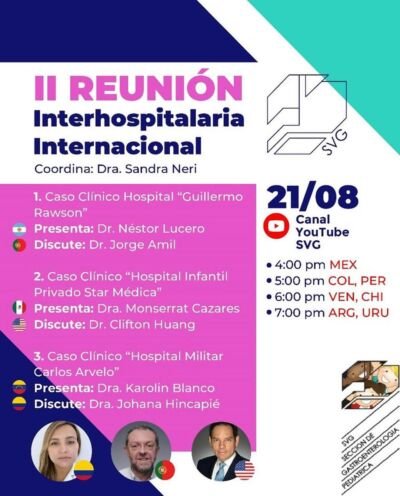 II REUNIÓN
Interhospitalaria
Internacional
Coordina: Dra. Sandra Neri
SVG
1. Caso Clínico Hospital “Guillermo
Rawson”
Presenta: Dr. Néstor Lucero
Discute: Dr. Jorge Amil
2. Caso Clínico “Hospital Infantil
Privado Star Médica”
Presenta: Dra. Monserrat Cazares
Discute: Dr. Clifton Huang
3. Caso Clínico “Hospital Militar
Carlos Arvelo”
Presenta: Dra. Karolin Blanco
Discute: Dra. Johana Hincapié
21/08
Canal
YouTube
SVG
4:00 pm MEX
5:00 pm COL, PER
6:00 pm VEN, CHI
7:00 pm ARG, URU
SVG
SECCION DE
GASTROENTEROLOGIA
PEDIATRICA